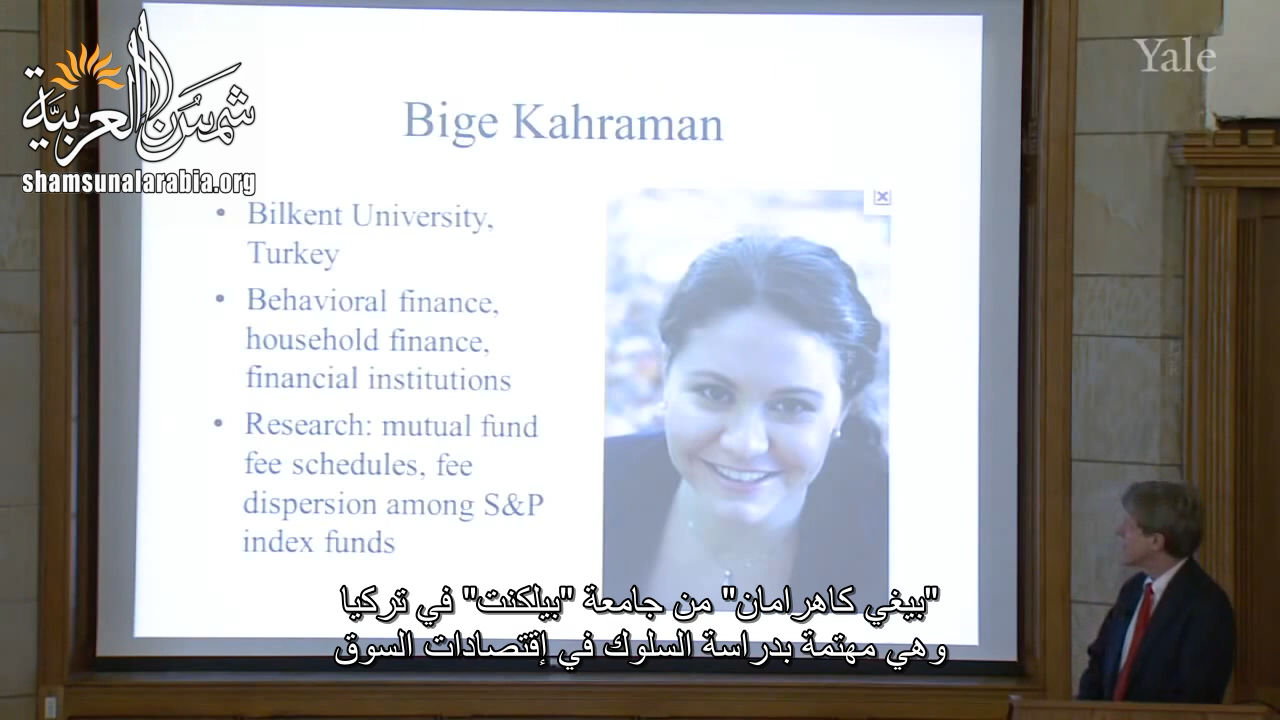 شمسُ العربيَّة
shamsunalarabia.org
Yale
Bige Kahraman
• Bilkent University,
Turkey
• Behavioral finance,
household finance,
financial institutions
• Research: mutual fund
fee schedules, fee
dispersion among S&P
index funds
"بيغي كاهرامان" من جامعة "بيلكنت" في تركيا
وهي مهتمة بدراسة السلوك في إقتصادات السوق